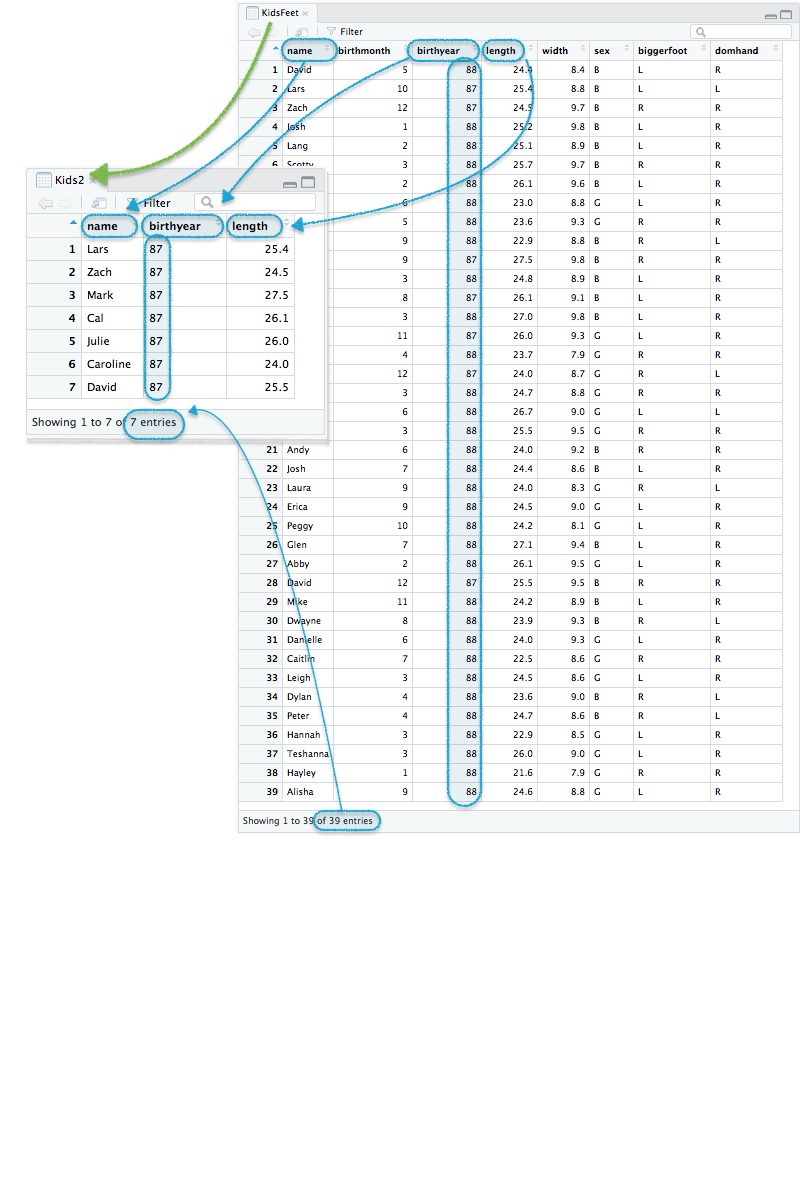 KidsFeet
Filter
name birthmonth birthyear length width sex biggerfoot domhand
1 David 5 88 24.4 8.4 B L R
2 Lars 10 87 25.4 8.8 B L L
3 Zach 12 87 24.5 9.7 B R R
4 Josh 1 88 25.2 9.8 B L R
5 Lang 2 88 25.1 8.9 B L R
6 Scotty 3 88 25.7 9.7 B R R
2 88 26.1 9.6 B L R
6 88 23.0 8.8 G L R
5 88 23.6 9.3 G R R
9 88 22.9 8.8 B R L
9 87 27.5 9.8 B R R
3 88 24.8 8.9 B L R
8 87 26.1 9.1 B L R
3 88 27.0 9.8 B L R
11 87 26.0 9.3 G L R
4 88 23.7 7.9 G R R
12 87 24.0 8.7 G R L
3 88 24.7 8.8 G R R
6 88 26.7 9.0 G L L
3 88 25.5 9.5 G R R
21 Andy 6 88 24.0 9.2 B R R
22 Josh 7 88 24.4 8.6 B L R
23 Laura 9 88 24.0 8.3 G R L
24 Erica 9 88 24.5 9.0 G L R
25 Peggy 10 88 24.2 8.1 G L R
26 Glen 7 88 27.1 9.4 B L R
27 Abby 2 88 26.1 9.5 G L R
28 David 12 87 25.5 9.5 B R R
29 Mike 11 88 24.2 8.9 B L R
30 Dwayne 8 88 23.9 9.3 B R L
31 Danielle 6 88 24.0 9.3 G L R
32 Caitlin 7 88 22.5 8.6 G R R
33 Leigh 3 88 24.5 8.6 G L R
34 Dylan 4 88 23.6 9.0 B R L
35 Peter 4 88 24.7 8.6 B R L
36 Hannah 3 88 22.9 8.5 G L R
37 Teshanna 3 88 26.0 9.0 G L R
38 Hayley 1 88 21.6 7.9 G R R
39 Alisha 9 88 24.6 8.8 G L R
Showing 1 to 39 of 39 entries
Kids2
Filter
name birthyear length
1 Lars 87 25.4
2 Zach 87 24.5
3 Mark 87 27.5
4 Cal 87 26.1
5 Julie 87 26.0
6 Caroline 87 24.0
7 David 87 25.5
Showing 1 to 7 of 7 entries